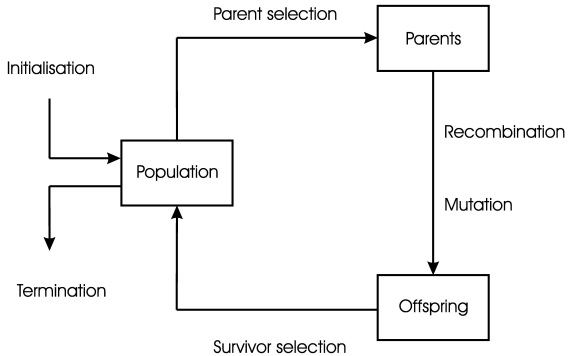 Parent selection
Parents
Initialisation
Recombination
Population
Mutation
Termination
Offspring
Survivor selection